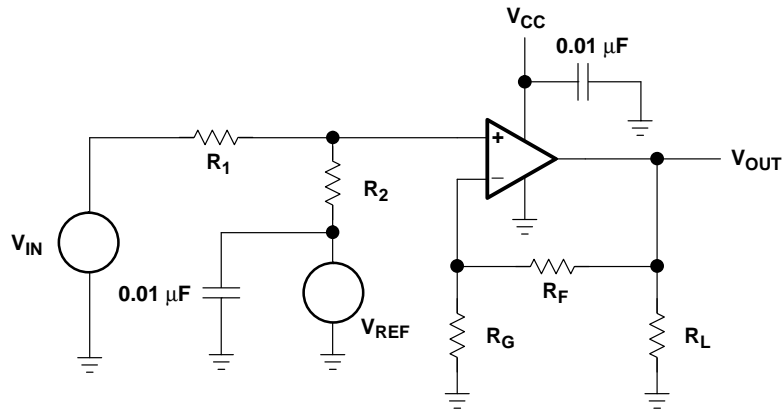 VCC
0.01 μF
R1
+
VOUT
R2
−
VIN
0.01 μF
RF
VREF
RG
RL